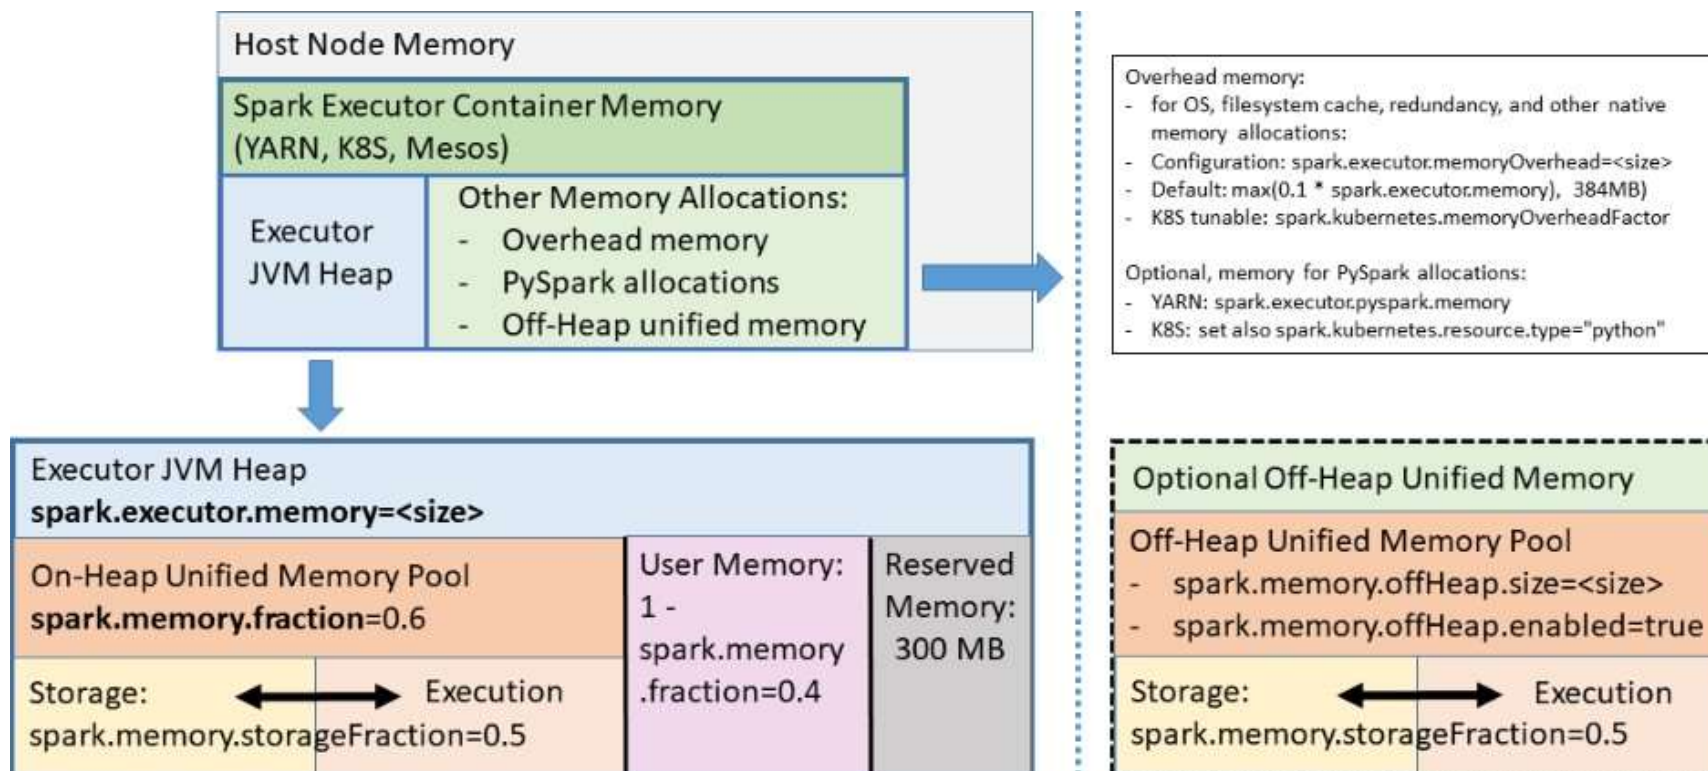 Host Node Memory
Spark Executor Container Memory
(YARN, K8S, Mesos)
Executor
JVM Heap
Other Memory Allocations:
- Overhead memory
- PySpark allocations
- Off-Heap unified memory
Overhead memory:
- for OS, filesystem cache, redundancy, and other native
memory allocations:
- Configuration: spark.executor.memoryOverhead=<size>
- Default: max(0.1 * spark.executor.memory), 384MB)
- K8S tunable: spark.kubernetes.memoryOverheadFactor
Optional, memory for PySpark allocations:
- YARN: spark.executor.pyspark.memory
- K8S: set also spark.kubernetes.resource.type="python"
Executor JVM Heap
spark.executor.memory=<size>
On-Heap Unified Memory Pool
spark.memory.fraction=0.6
Storage:
Execution
spark.memory.storageFraction=0.5
User Memory:
1 -
spark.memory
.fraction=0.4
Reserved
Memory:
300 MB
Optional Off-Heap Unified Memory
Off-Heap Unified Memory Pool
- spark.memory.offHeap.size=<size>
- spark.memory.offHeap.enabled=true
Storage:
Execution
spark.memory.storageFraction=0.5